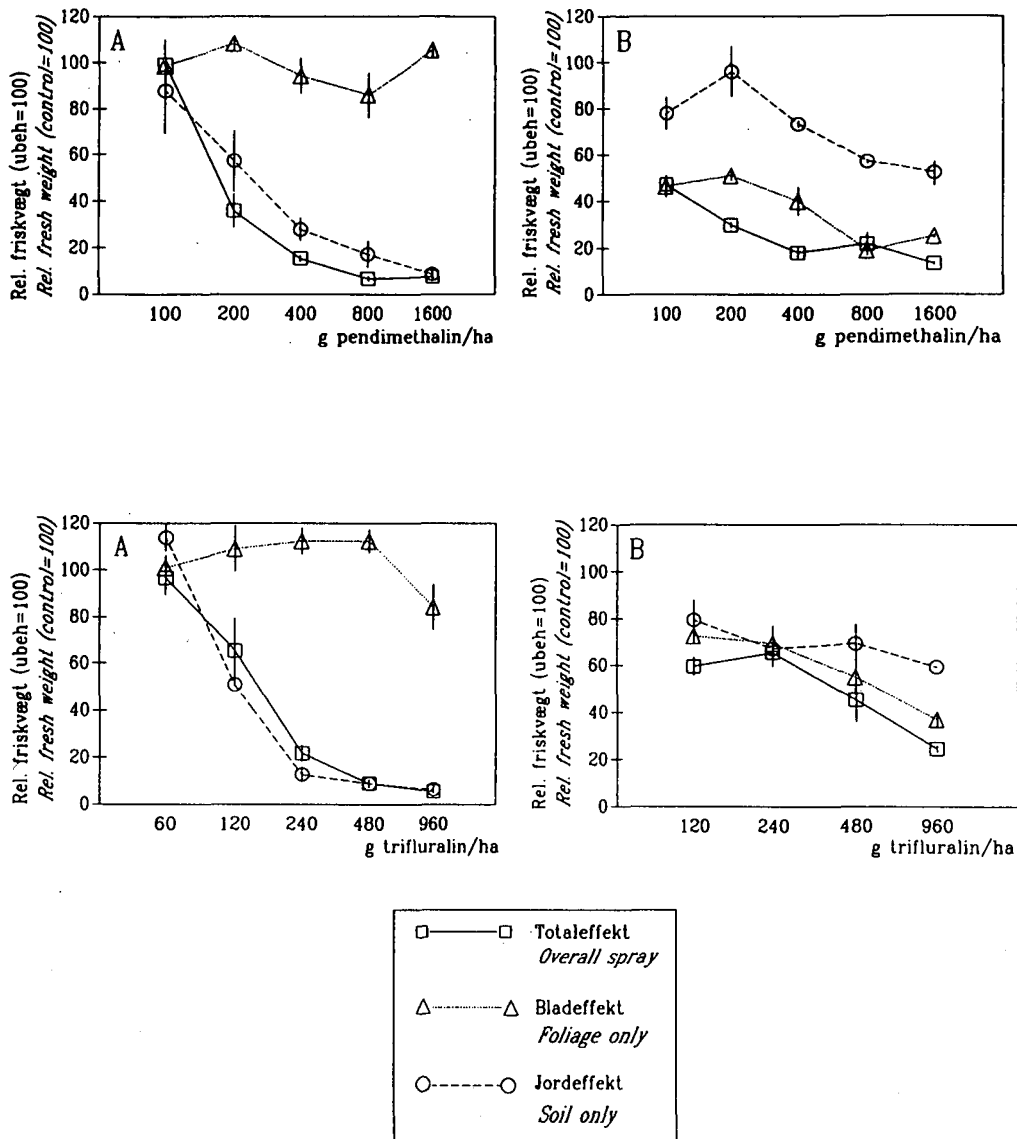 A
Rel. friskvægt (ubeh=100)
Rel. fresh weight (control=100)
120
100
80
60
40
20
0
100 200 400 800 1600
g pendimethalin/ha
B
Rel. friskvægt (ubeh=100)
Rel. fresh weight (control=100)
120
100
80
60
40
20
0
100 200 400 800 1600
g pendimethalin/ha
A
Rel. friskvægt (ubeh=100)
Rel. fresh weight (control=100)
120
100
80
60
40
20
0
60 120 240 480 960
g trifluralin/ha
B
Rel. friskvægt (ubeh=100)
Rel. fresh weight (control=100)
120
100
80
60
40
20
0
120 240 480 960
g trifluralin/ha
Totaleffekt
Overall spray
Bladeffekt
Foliage only
Jordeffekt
Soil only